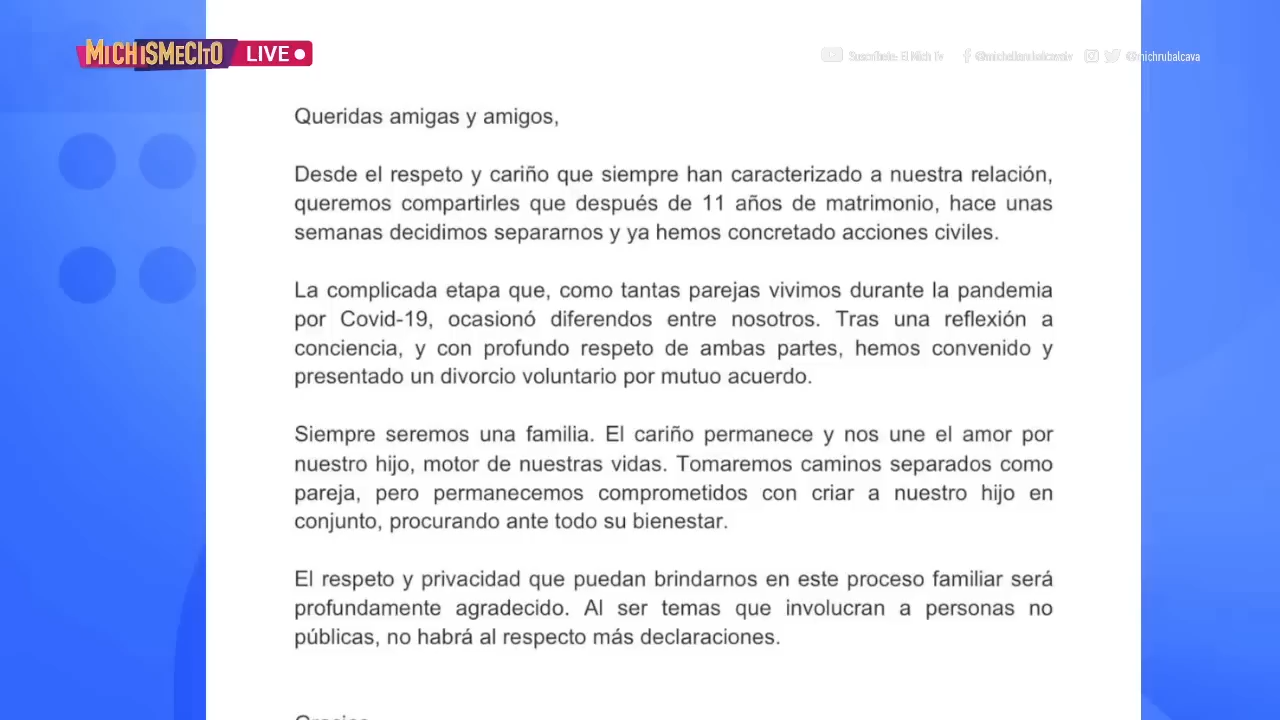 MICHISMECITO LIVE
Suscríbete: El Mich Tv @michrubalcava
Queridas amigas y amigos,
Desde el respeto y cariño que siempre han caracterizado a nuestra relación,
queremos compartirles que después de 11 años de matrimonio, hace unas
semanas decidimos separarnos y ya hemos concretado acciones civiles.
La complicada etapa que, como tantas parejas vivimos durante la pandemia
por Covid-19, ocasionó diferendos entre nosotros. Tras una reflexión a
conciencia, y con profundo respeto de ambas partes, hemos convenido y
presentado un divorcio voluntario por mutuo acuerdo.
Siempre seremos una familia. El cariño permanece y nos une el amor por
nuestro hijo, motor de nuestras vidas. Tomaremos caminos separados como
pareja, pero permanecemos comprometidos con criar a nuestro hijo en
conjunto, procurando ante todo su bienestar.
El respeto y privacidad que puedan brindarnos en este proceso familiar será
profundamente agradecido. Al ser temas que involucran a personas no
públicas, no habrá al respecto más declaraciones.